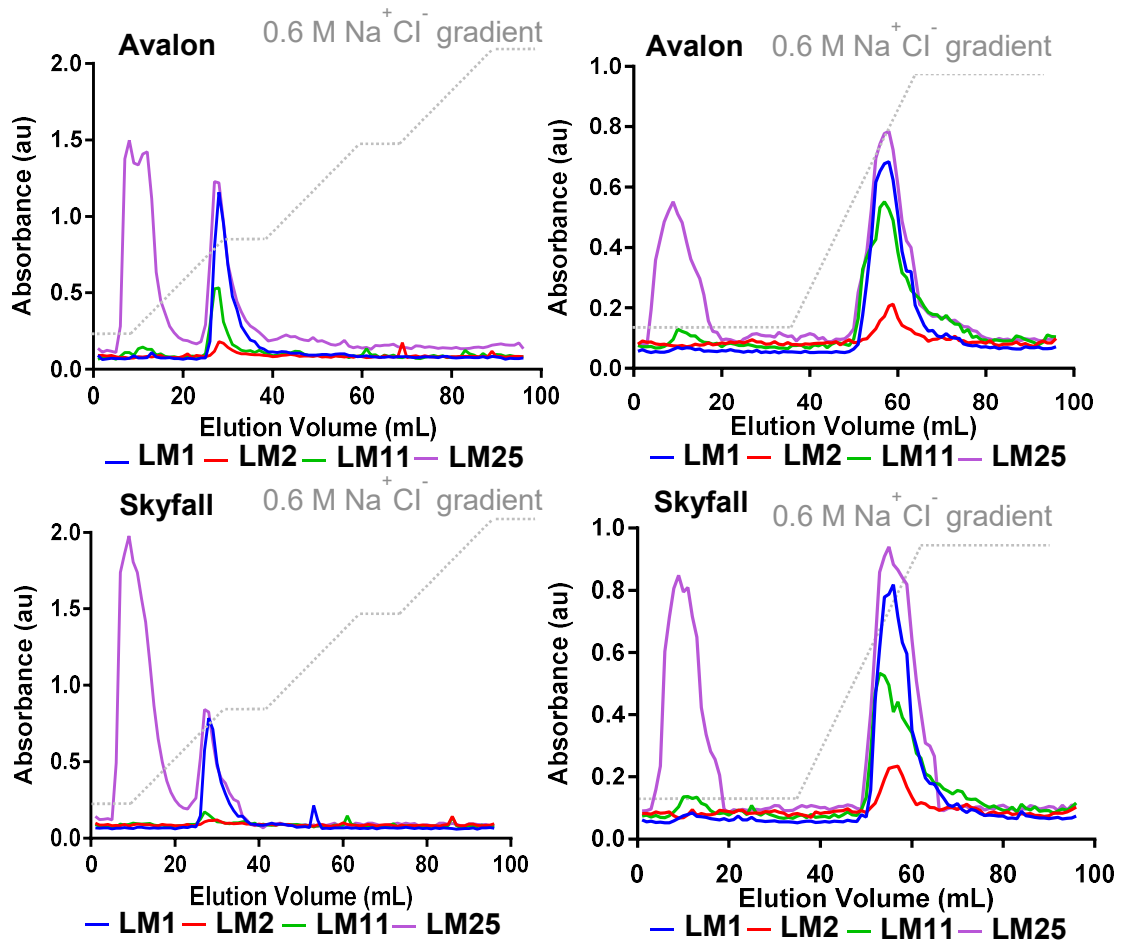 Avalon
0.6 M Na+Cl- gradient
2.0
1.5
1.0
0.5
0.0
Absorbance (au)
0 20 40 60 80 100
Elution Volume (mL)
LM1 LM2 LM11 LM25
Avalon
0.6 M Na+Cl- gradient
1.0
0.8
0.6
0.4
0.2
0.0
Absorbance (au)
0 20 40 60 80 100
Elution Volume (mL)
LM1 LM2 LM11 LM25
Skyfall
0.6 M Na+Cl- gradient
2.0
1.5
1.0
0.5
0.0
Absorbance (au)
0 20 40 60 80 100
Elution Volume (mL)
LM1 LM2 LM11 LM25
Skyfall
0.6 M Na+Cl- gradient
1.0
0.8
0.6
0.4
0.2
0.0
Absorbance (au)
0 20 40 60 80 100
Elution Volume (mL)
LM1 LM2 LM11 LM25